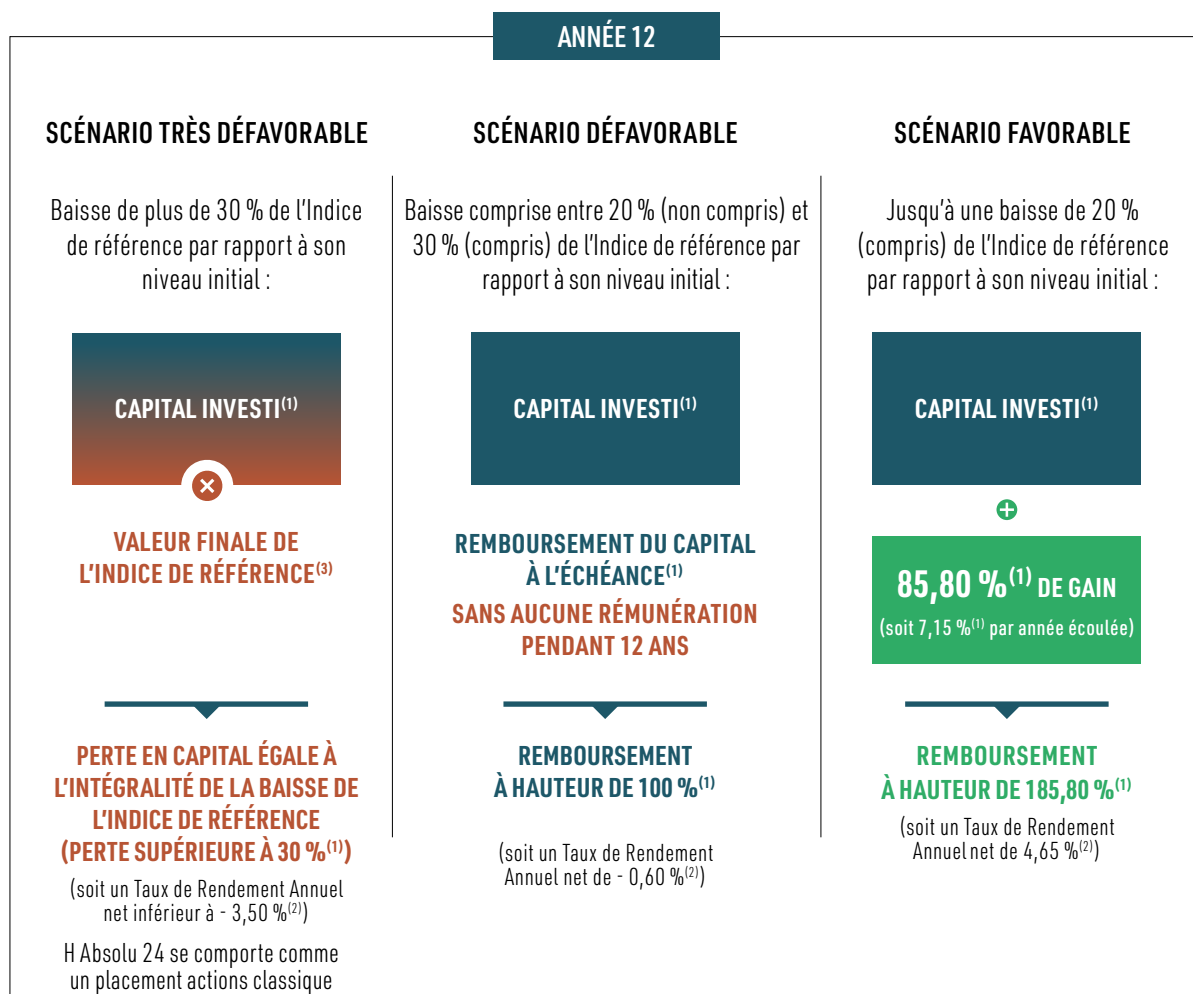 ANNÉE 12
SCÉNARIO TRÈS DÉFAVORABLE
Baisse de plus de 30 % de l'Indice
de référence par rapport à son
niveau initial :
CAPITAL INVESTI(1)
VALEUR FINALE DE
L'INDICE DE RÉFÉRENCE(3)
PERTE EN CAPITAL ÉGALE À
L'INTÉGRALITÉ DE LA BAISSE DE
L'INDICE DE RÉFÉRENCE
(PERTE SUPÉRIEURE À 30 %(1))
(soit un Taux de Rendement Annuel
net inférieur à - 3,50 %(2))
H Absolu 24 se comporte comme
un placement actions classique
SCÉNARIO DÉFAVORABLE
Baisse comprise entre 20 % (non compris) et
30 % (compris) de l'Indice de référence par
rapport à son niveau initial :
CAPITAL INVESTI(1)
REMBOURSEMENT DU CAPITAL
À L'ÉCHÉANCE(1)
SANS AUCUNE RÉMUNÉRATION
PENDANT 12 ANS
REMBOURSEMENT
À HAUTEUR DE 100 %(1)
(soit un Taux de Rendement
Annuel net de - 0,60 %(2))
SCÉNARIO FAVORABLE
Jusqu'à une baisse de 20 %
(compris) de l'Indice de référence
par rapport à son niveau initial :
CAPITAL INVESTI(1)
85,80 %(1) DE GAIN
(soit 7,15 %(1) par année écoulée)
REMBOURSEMENT
À HAUTEUR DE 185,80 %(1)
(soit un Taux de Rendement
Annuel net de 4,65 %(2))